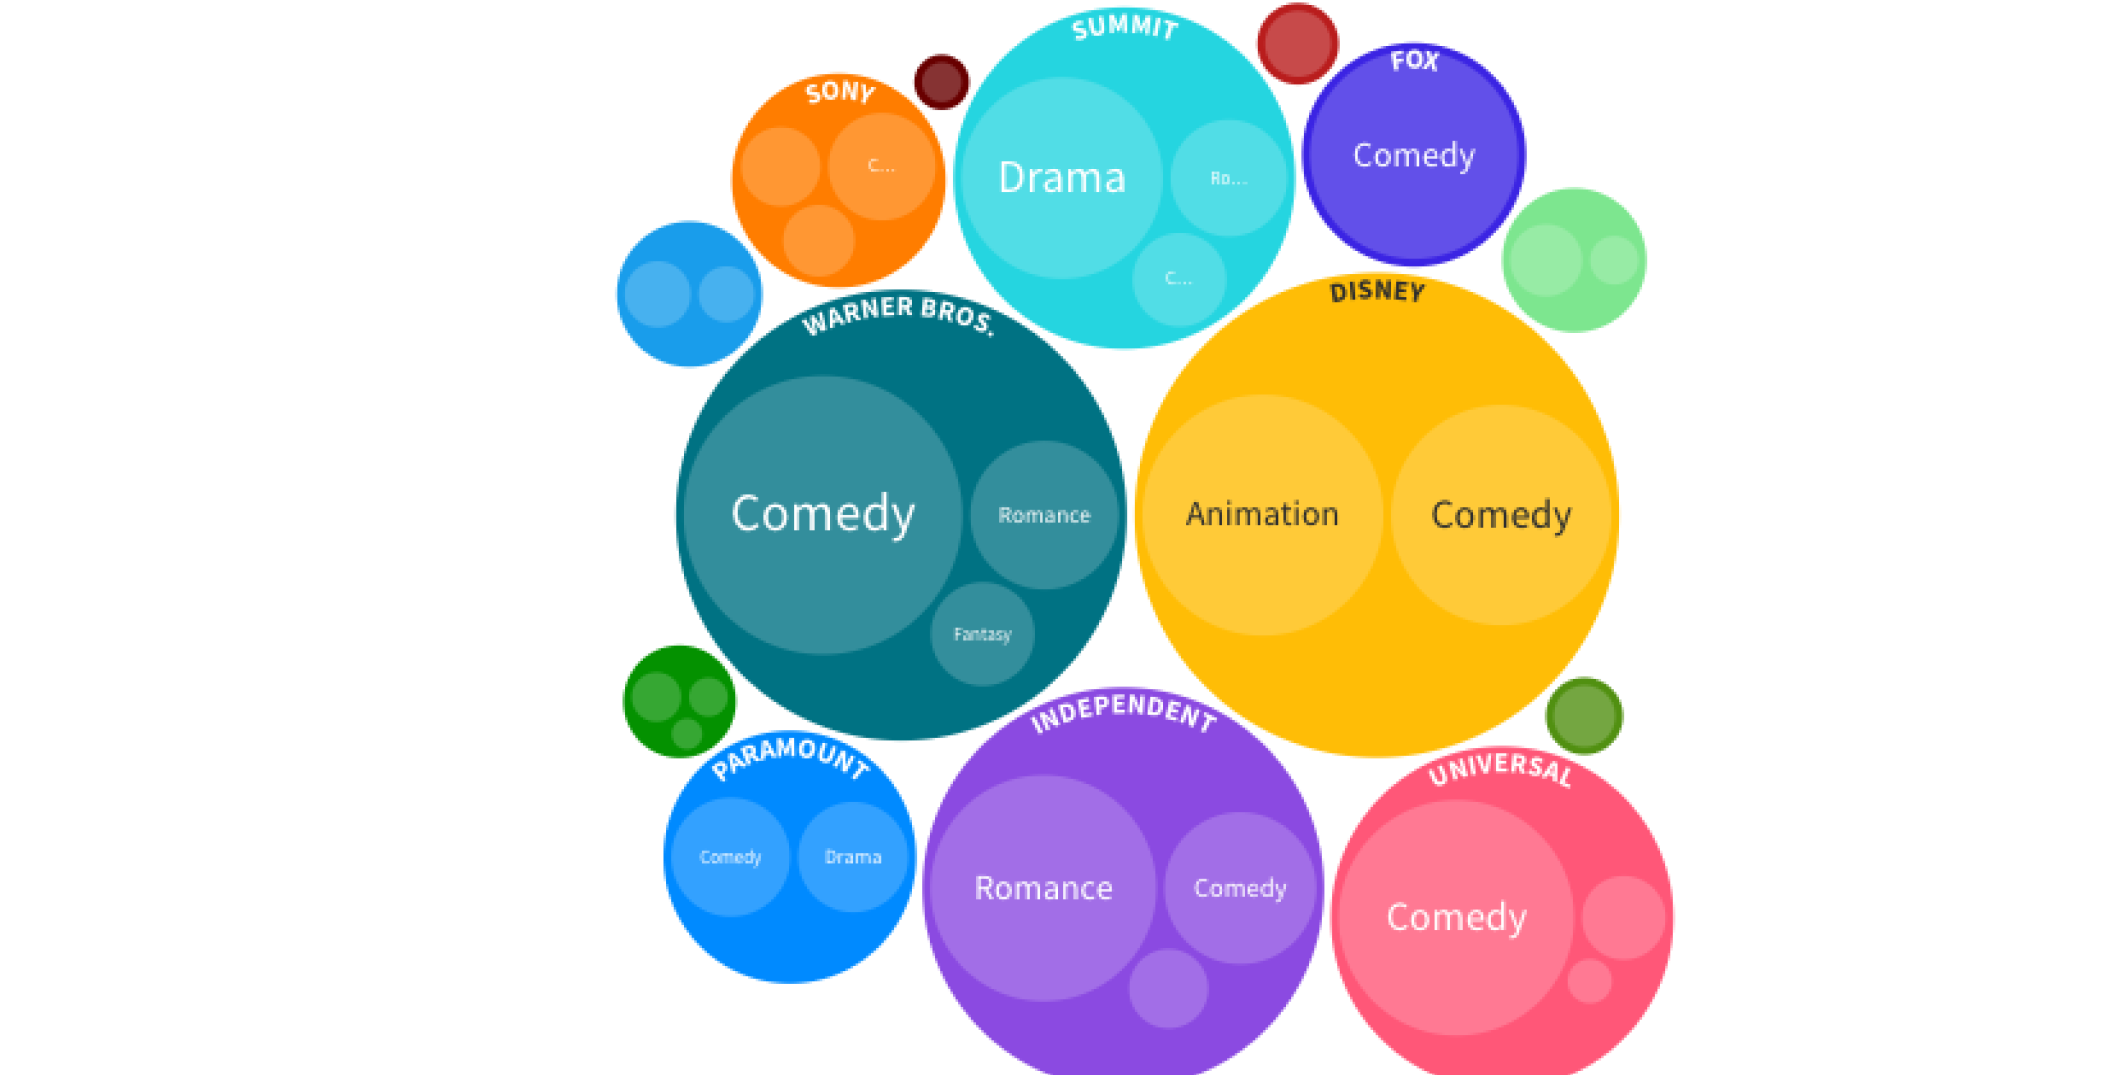 SUMMIT
FOX
SONY
Comedy
C...
Drama
Ro...
C...
DISNEY
WARNER BROS.
Comedy
Romance
Animation
Comedy
Fantasy
INDEPENDENT
PARAMOUNT
UNIVERSAL
Comedy
Drama
Romance
Comedy
Comedy